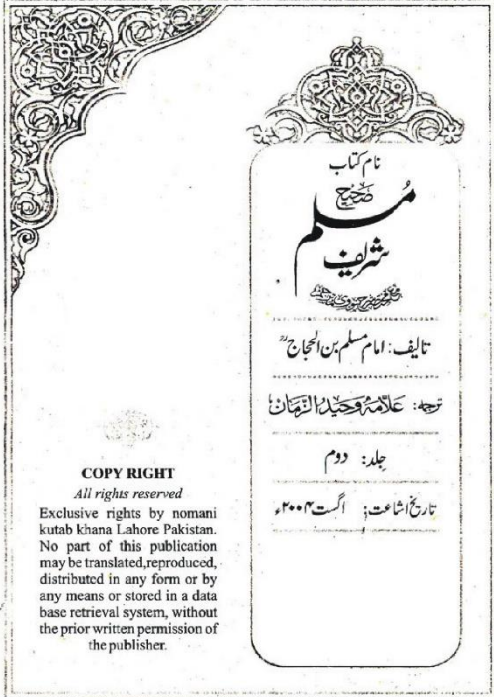 نام کتاب
صحیح
مسلم
شریف
تالیف: امام مسلم بن الحجاجؒ
ترجمہ: علامہ وحید الزمان
جلد: دوم
تاریخ اشاعت: اگست ۲۰۰۴ء
COPY RIGHT
All rights reserved
Exclusive rights by nomani
kutab khana Lahore Pakistan.
No part of this publication
may be translated,reproduced,
distributed in any form or by
any means or stored in a data
base retrieval system, without
the prior written permission of
the publisher.